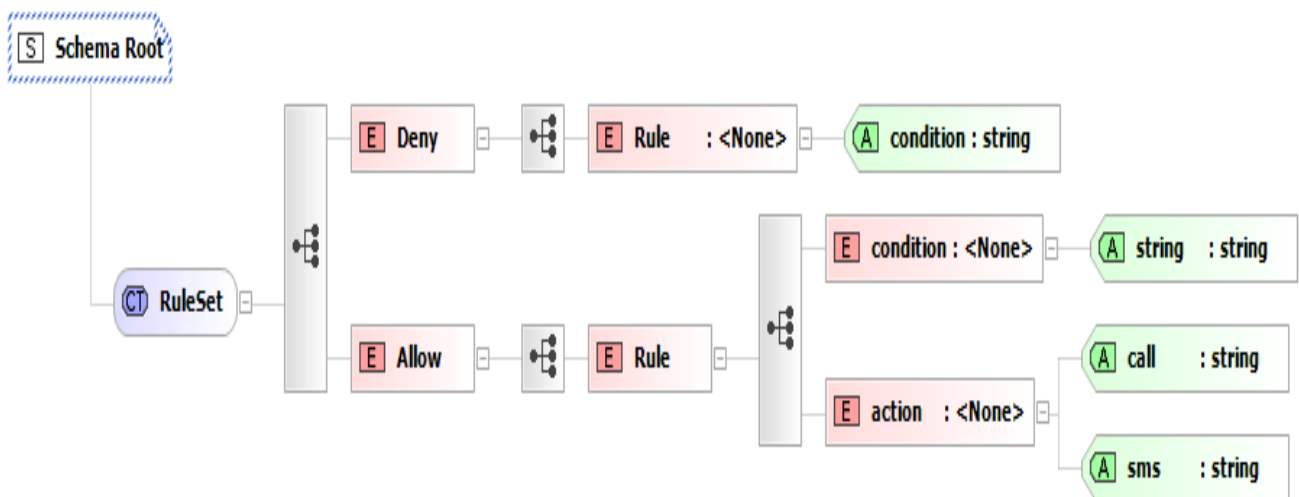 S Schema Root
E Deny
E Rule : <None>
A condition : string
E condition : <None>
A string : string
CT RuleSet
E Allow
E Rule
A call : string
E action : <None>
A sms : string